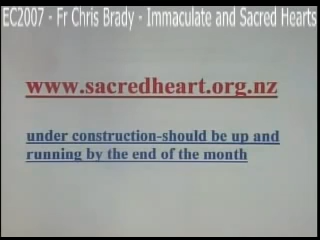 EC2007 - Fr Chris Brady - Immaculate and Sacred Hearts
www.sacredheart.org.nz
under construction-should be up and
running by the end of the month